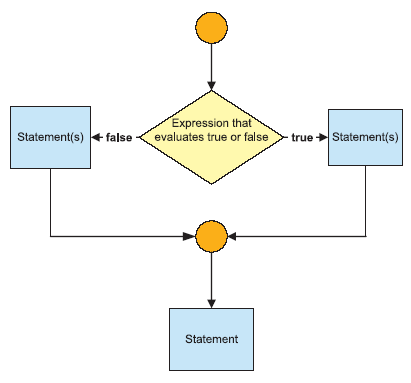 Expression that
evaluates true or false
Statement(s)
false
true
Statement(s)
Statement